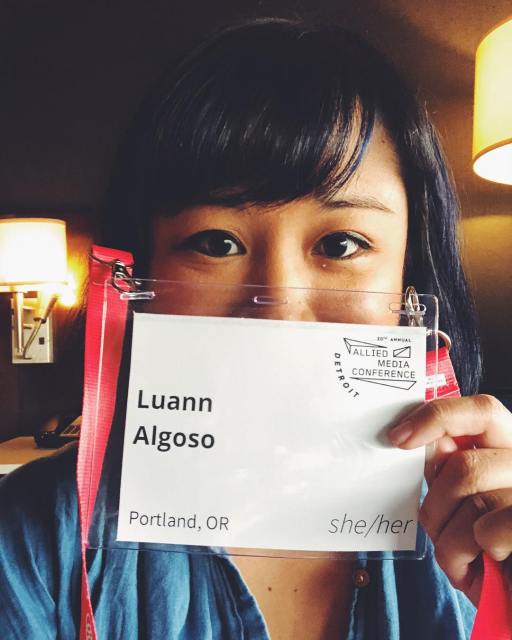 20TH ANNUAL
ALLIED
MEDIA
CONFERENCE
DETROIT
Luann
Algoso
Portland, OR
she/her